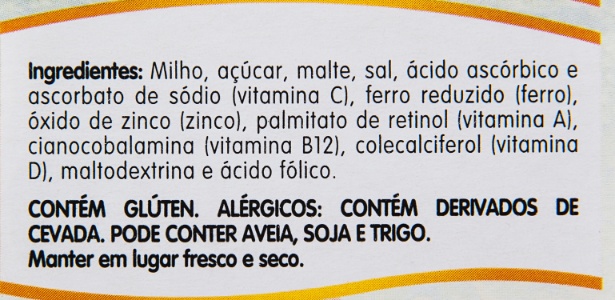 Ingredientes: Milho, açúcar, malte, sal, ácido ascórbico e
ascorbato de sódio (vitamina C), ferro reduzido (ferro),
óxido de zinco (zinco), palmitato de retinol (vitamina A),
cianocobalamina (vitamina B12), colecalciferol (vitamina
D), maltodextrina e ácido fólico.
CONTÉM GLÚTEN. ALÉRGICOS: CONTÉM DERIVADOS DE
CEVADA. PODE CONTER AVEIA, SOJA E TRIGO.
Manter em lugar fresco e seco.